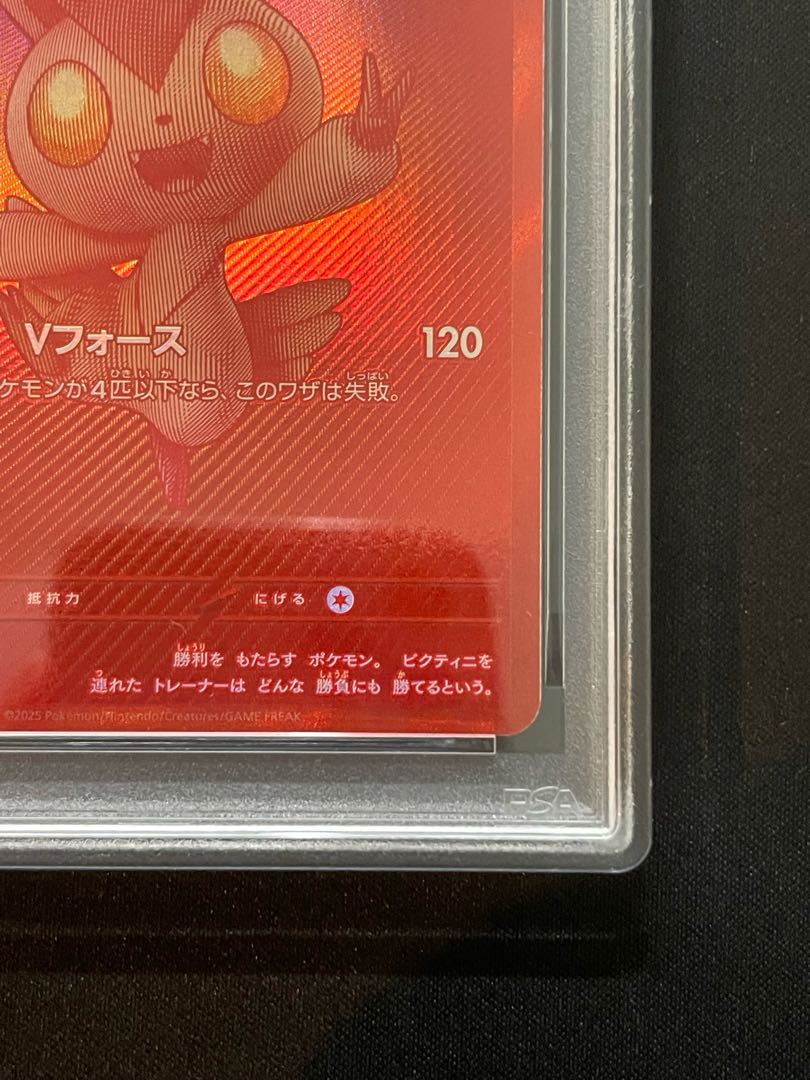 Vフォース 120
ケモンが4匹以下なら、このワザは失敗。
抵抗力 にげる
勝利を もたらす ポケモン。 ビクティニを
連れた トレーナーは どんな 勝負にも 勝てるという。
©2025 Pokémon/Nintendo/Creatures/GAME FREAK.
PSA